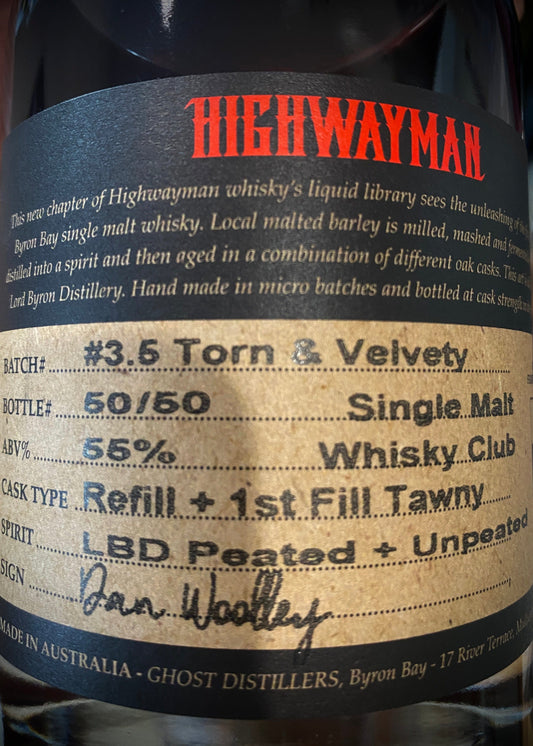 HIGHWAYMAN
This new chapter of Highwayman whisky's liquid library sees the unleashing of
Byron Bay single malt whisky. Local malted barley is milled, mashed and
distilled into a spirit and then aged in a combination of different oak casks. This
Lord Byron Distillery. Hand made in micro batches and bottled at cask strength
BATCH# #3.5 Torn & Velvety
BOTTLE# 50/50 Single Malt
ABV% 55% Whisky Club
CASK TYPE Refill + 1st Fill Tawny
SPIRIT LBD Peated + Unpeated
SIGN Dan Woolley
MADE IN AUSTRALIA - GHOST DISTILLERS, Byron Bay - 17 River Terrace,